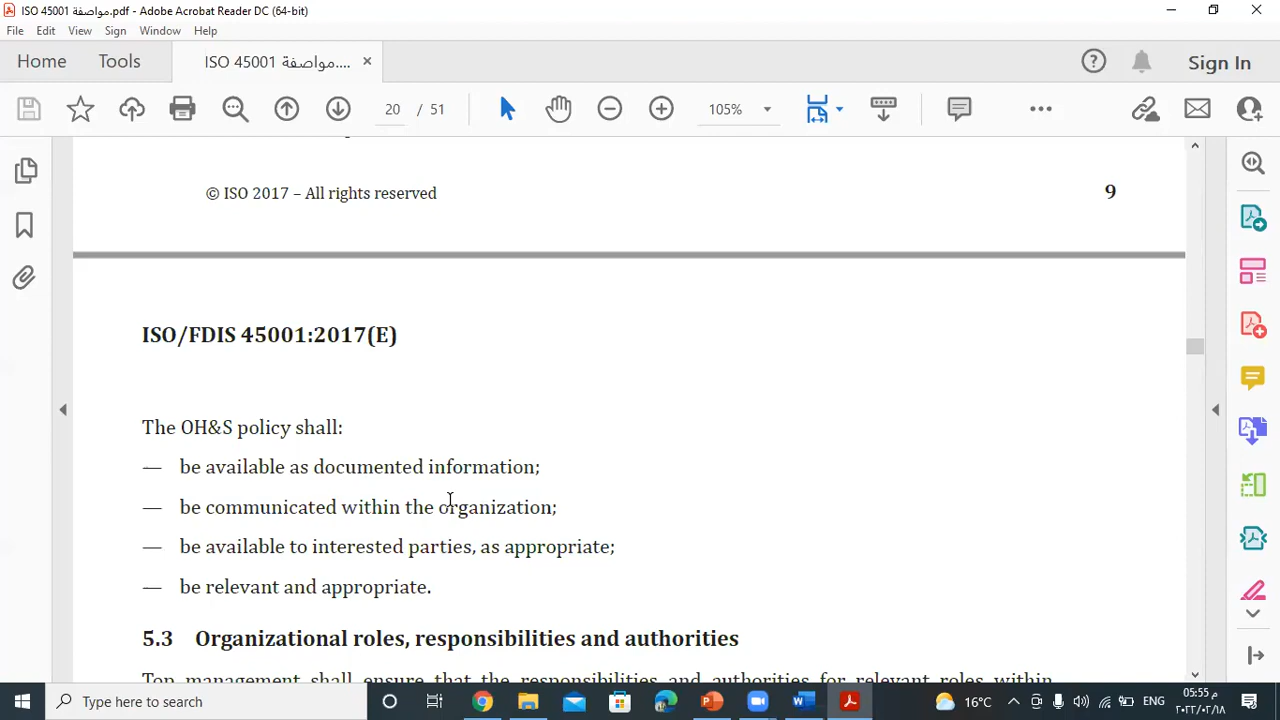 ISO 45001 مواصفة.pdf - Adobe Acrobat Reader DC (64-bit)
File Edit View Sign Window Help
Home Tools ISO 45001 مواصفة.... × Sign In
20 / 51 105%
© ISO 2017 – All rights reserved 9
ISO/FDIS 45001:2017(E)
The OH&S policy shall:
— be available as documented information;
— be communicated within the organization;
— be available to interested parties, as appropriate;
— be relevant and appropriate.
5.3 Organizational roles, responsibilities and authorities
Top management shall ensure that the responsibilities and authorities for relevant roles within
Type here to search 16°C ENG 05:55 م
٢٠٢٢/٠٢/١٨